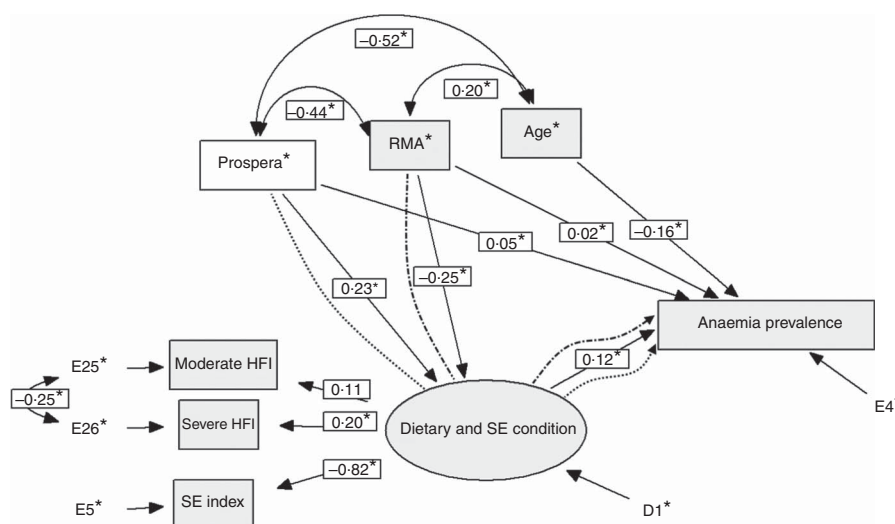 –0·52*
0·20*
–0·44*
RMA*
Age*
Prospera*
0·05*
0·02*
–0·16*
0·23*
–0·25*
Anaemia prevalence
Moderate HFI
E25*
0·12*
0·11
–0·25*
E26*
Severe HFI
0·20*
Dietary and SE condition
E4*
–0·82*
E5*
SE index
D1*